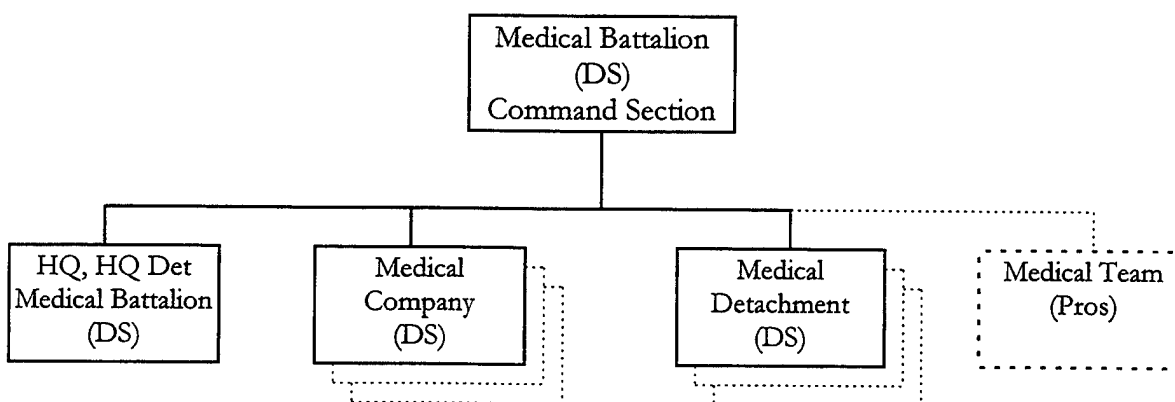 Medical Battalion
(DS)
Command Section
HQ, HQ Det
Medical Battalion
(DS)
Medical
Company
(DS)
Medical
Detachment
(DS)
Medical Team
(Pros)